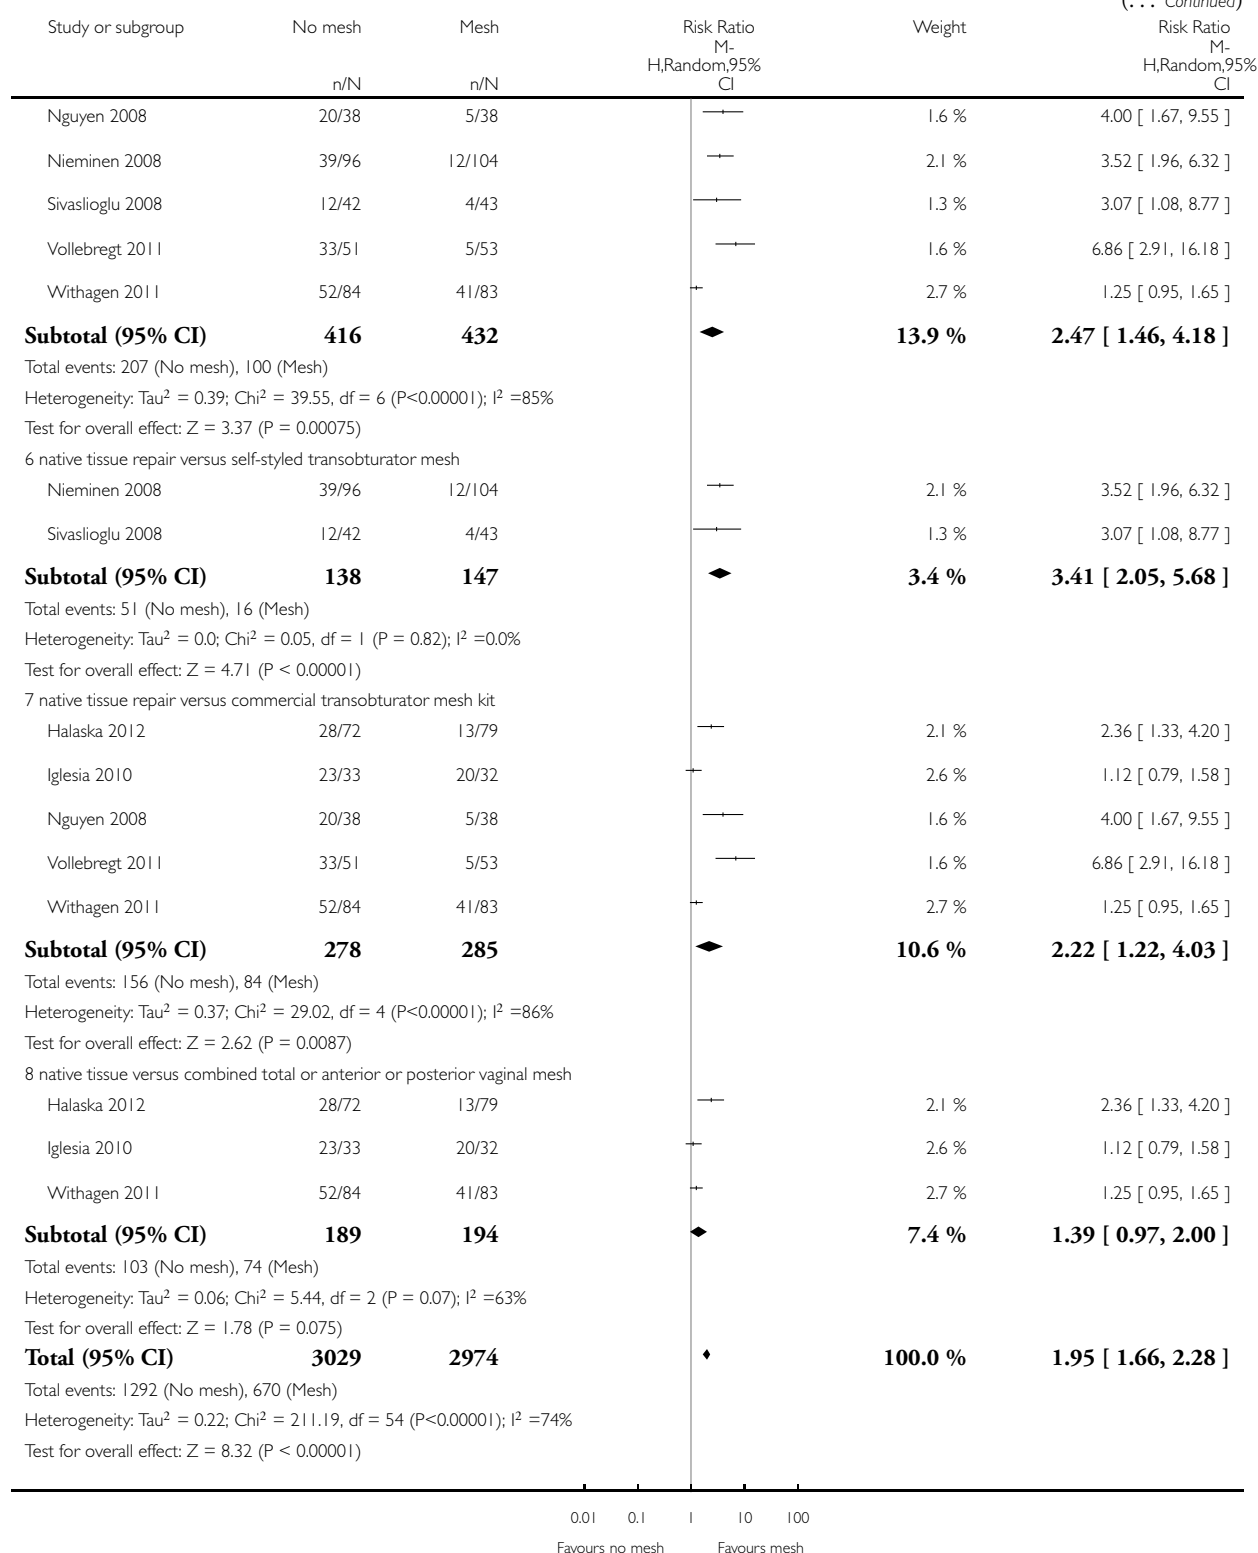 (... Continued)
Study or subgroup No mesh Mesh Risk Ratio Weight Risk Ratio
M- M-
H,Random,95% H,Random,95%
n/N n/N CI CI
Nguyen 2008 20/38 5/38 1.6 % 4.00 [ 1.67, 9.55 ]
Nieminen 2008 39/96 12/104 2.1 % 3.52 [ 1.96, 6.32 ]
Sivaslioglu 2008 12/42 4/43 1.3 % 3.07 [ 1.08, 8.77 ]
Vollebregt 2011 33/51 5/53 1.6 % 6.86 [ 2.91, 16.18 ]
Withagen 2011 52/84 41/83 2.7 % 1.25 [ 0.95, 1.65 ]
Subtotal (95% CI) 416 432 13.9 % 2.47 [ 1.46, 4.18 ]
Total events: 207 (No mesh), 100 (Mesh)
Heterogeneity: Tau² = 0.39; Chi² = 39.55, df = 6 (P<0.00001); I² =85%
Test for overall effect: Z = 3.37 (P = 0.00075)
6 native tissue repair versus self-styled transobturator mesh
Nieminen 2008 39/96 12/104 2.1 % 3.52 [ 1.96, 6.32 ]
Sivaslioglu 2008 12/42 4/43 1.3 % 3.07 [ 1.08, 8.77 ]
Subtotal (95% CI) 138 147 3.4 % 3.41 [ 2.05, 5.68 ]
Total events: 51 (No mesh), 16 (Mesh)
Heterogeneity: Tau² = 0.0; Chi² = 0.05, df = 1 (P = 0.82); I² =0.0%
Test for overall effect: Z = 4.71 (P < 0.00001)
7 native tissue repair versus commercial transobturator mesh kit
Halaska 2012 28/72 13/79 2.1 % 2.36 [ 1.33, 4.20 ]
Iglesia 2010 23/33 20/32 2.6 % 1.12 [ 0.79, 1.58 ]
Nguyen 2008 20/38 5/38 1.6 % 4.00 [ 1.67, 9.55 ]
Vollebregt 2011 33/51 5/53 1.6 % 6.86 [ 2.91, 16.18 ]
Withagen 2011 52/84 41/83 2.7 % 1.25 [ 0.95, 1.65 ]
Subtotal (95% CI) 278 285 10.6 % 2.22 [ 1.22, 4.03 ]
Total events: 156 (No mesh), 84 (Mesh)
Heterogeneity: Tau² = 0.37; Chi² = 29.02, df = 4 (P<0.00001); I² =86%
Test for overall effect: Z = 2.62 (P = 0.0087)
8 native tissue versus combined total or anterior or posterior vaginal mesh
Halaska 2012 28/72 13/79 2.1 % 2.36 [ 1.33, 4.20 ]
Iglesia 2010 23/33 20/32 2.6 % 1.12 [ 0.79, 1.58 ]
Withagen 2011 52/84 41/83 2.7 % 1.25 [ 0.95, 1.65 ]
Subtotal (95% CI) 189 194 7.4 % 1.39 [ 0.97, 2.00 ]
Total events: 103 (No mesh), 74 (Mesh)
Heterogeneity: Tau² = 0.06; Chi² = 5.44, df = 2 (P = 0.07); I² =63%
Test for overall effect: Z = 1.78 (P = 0.075)
Total (95% CI) 3029 2974 100.0 % 1.95 [ 1.66, 2.28 ]
Total events: 1292 (No mesh), 670 (Mesh)
Heterogeneity: Tau² = 0.22; Chi² = 211.19, df = 54 (P<0.00001); I² =74%
Test for overall effect: Z = 8.32 (P < 0.00001)
0.01 0.1 1 10 100
Favours no mesh Favours mesh